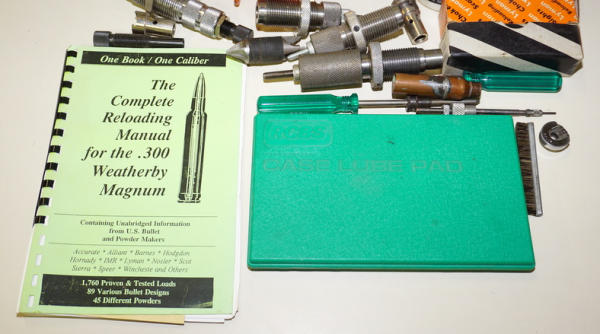 One Book / One Caliber
The
Complete
Reloading
Manual
for the .300
Weatherby
Magnum
Containing Unabridged Information
from U.S. Bullet
and Powder Makers
Accurate * Alliant * Barnes * Hodgdon
Hornady * IMR * Lyman * Nosler * Scot
Sierra * Speer * Winchester and Others
1,760 Proven & Tested Loads
89 Various Bullet Designs
45 Different Powders
RCBS
CASE LUBE PAD